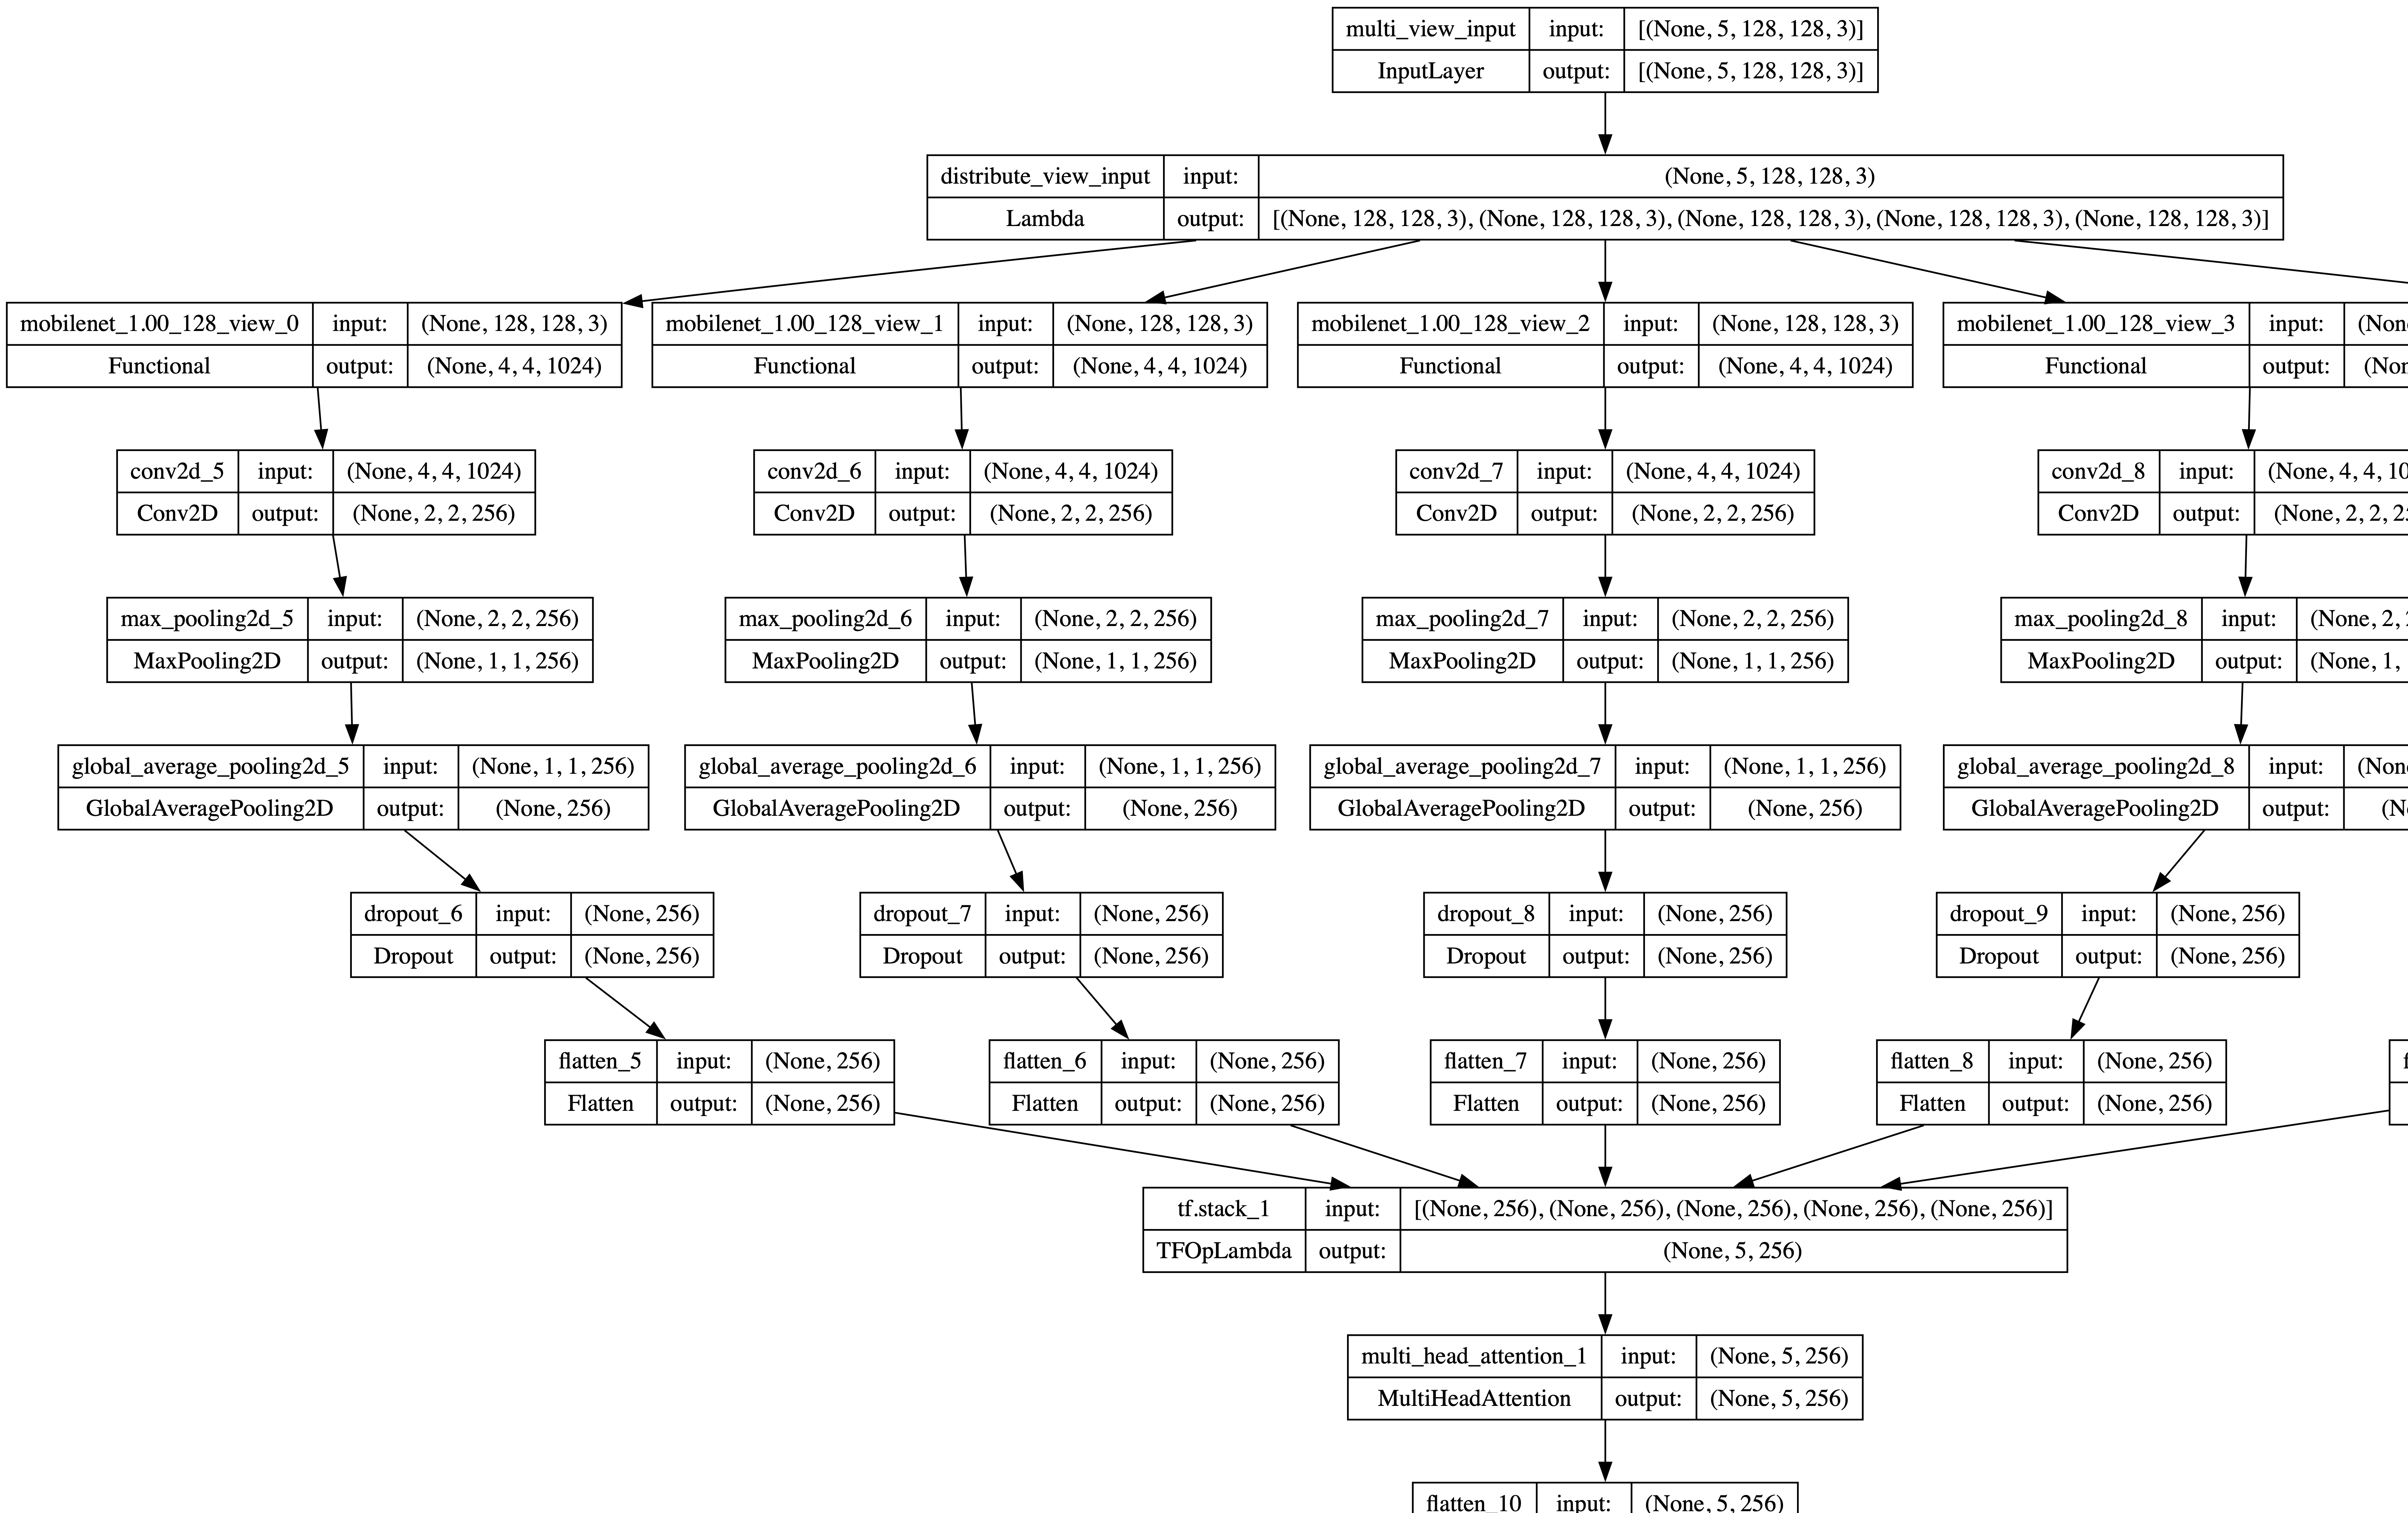 multi_view_input input: [(None, 5, 128, 128, 3)]
InputLayer output: [(None, 5, 128, 128, 3)]
distribute_view_input input: (None, 5, 128, 128, 3)
Lambda output: [(None, 128, 128, 3), (None, 128, 128, 3), (None, 128, 128, 3), (None, 128, 128, 3), (None, 128, 128, 3)]
mobilenet_1.00_128_view_0 input: (None, 128, 128, 3)
Functional output: (None, 4, 4, 1024)
mobilenet_1.00_128_view_1 input: (None, 128, 128, 3)
Functional output: (None, 4, 4, 1024)
mobilenet_1.00_128_view_2 input: (None, 128, 128, 3)
Functional output: (None, 4, 4, 1024)
mobilenet_1.00_128_view_3 input:
Functional output:
conv2d_5 input: (None, 4, 4, 1024)
Conv2D output: (None, 2, 2, 256)
conv2d_6 input: (None, 4, 4, 1024)
Conv2D output: (None, 2, 2, 256)
conv2d_7 input: (None, 4, 4, 1024)
Conv2D output: (None, 2, 2, 256)
conv2d_8 input: (None, 4, 4,
Conv2D output: (None, 2, 2,
max_pooling2d_5 input: (None, 2, 2, 256)
MaxPooling2D output: (None, 1, 1, 256)
max_pooling2d_6 input: (None, 2, 2, 256)
MaxPooling2D output: (None, 1, 1, 256)
max_pooling2d_7 input: (None, 2, 2, 256)
MaxPooling2D output: (None, 1, 1, 256)
max_pooling2d_8 input: (None, 2,
MaxPooling2D output: (None, 1,
global_average_pooling2d_5 input: (None, 1, 1, 256)
GlobalAveragePooling2D output: (None, 256)
global_average_pooling2d_6 input: (None, 1, 1, 256)
GlobalAveragePooling2D output: (None, 256)
global_average_pooling2d_7 input: (None, 1, 1, 256)
GlobalAveragePooling2D output: (None, 256)
global_average_pooling2d_8 input:
GlobalAveragePooling2D output:
dropout_6 input: (None, 256)
Dropout output: (None, 256)
dropout_7 input: (None, 256)
Dropout output: (None, 256)
dropout_8 input: (None, 256)
Dropout output: (None, 256)
dropout_9 input: (None, 256)
Dropout output: (None, 256)
flatten_5 input: (None, 256)
Flatten output: (None, 256)
flatten_6 input: (None, 256)
Flatten output: (None, 256)
flatten_7 input: (None, 256)
Flatten output: (None, 256)
flatten_8 input: (None, 256)
Flatten output: (None, 256)
tf.stack_1 input: [(None, 256), (None, 256), (None, 256), (None, 256), (None, 256)]
TFOpLambda output: (None, 5, 256)
multi_head_attention_1 input: (None, 5, 256)
MultiHeadAttention output: (None, 5, 256)
flatten_10 input: (None, 5, 256)